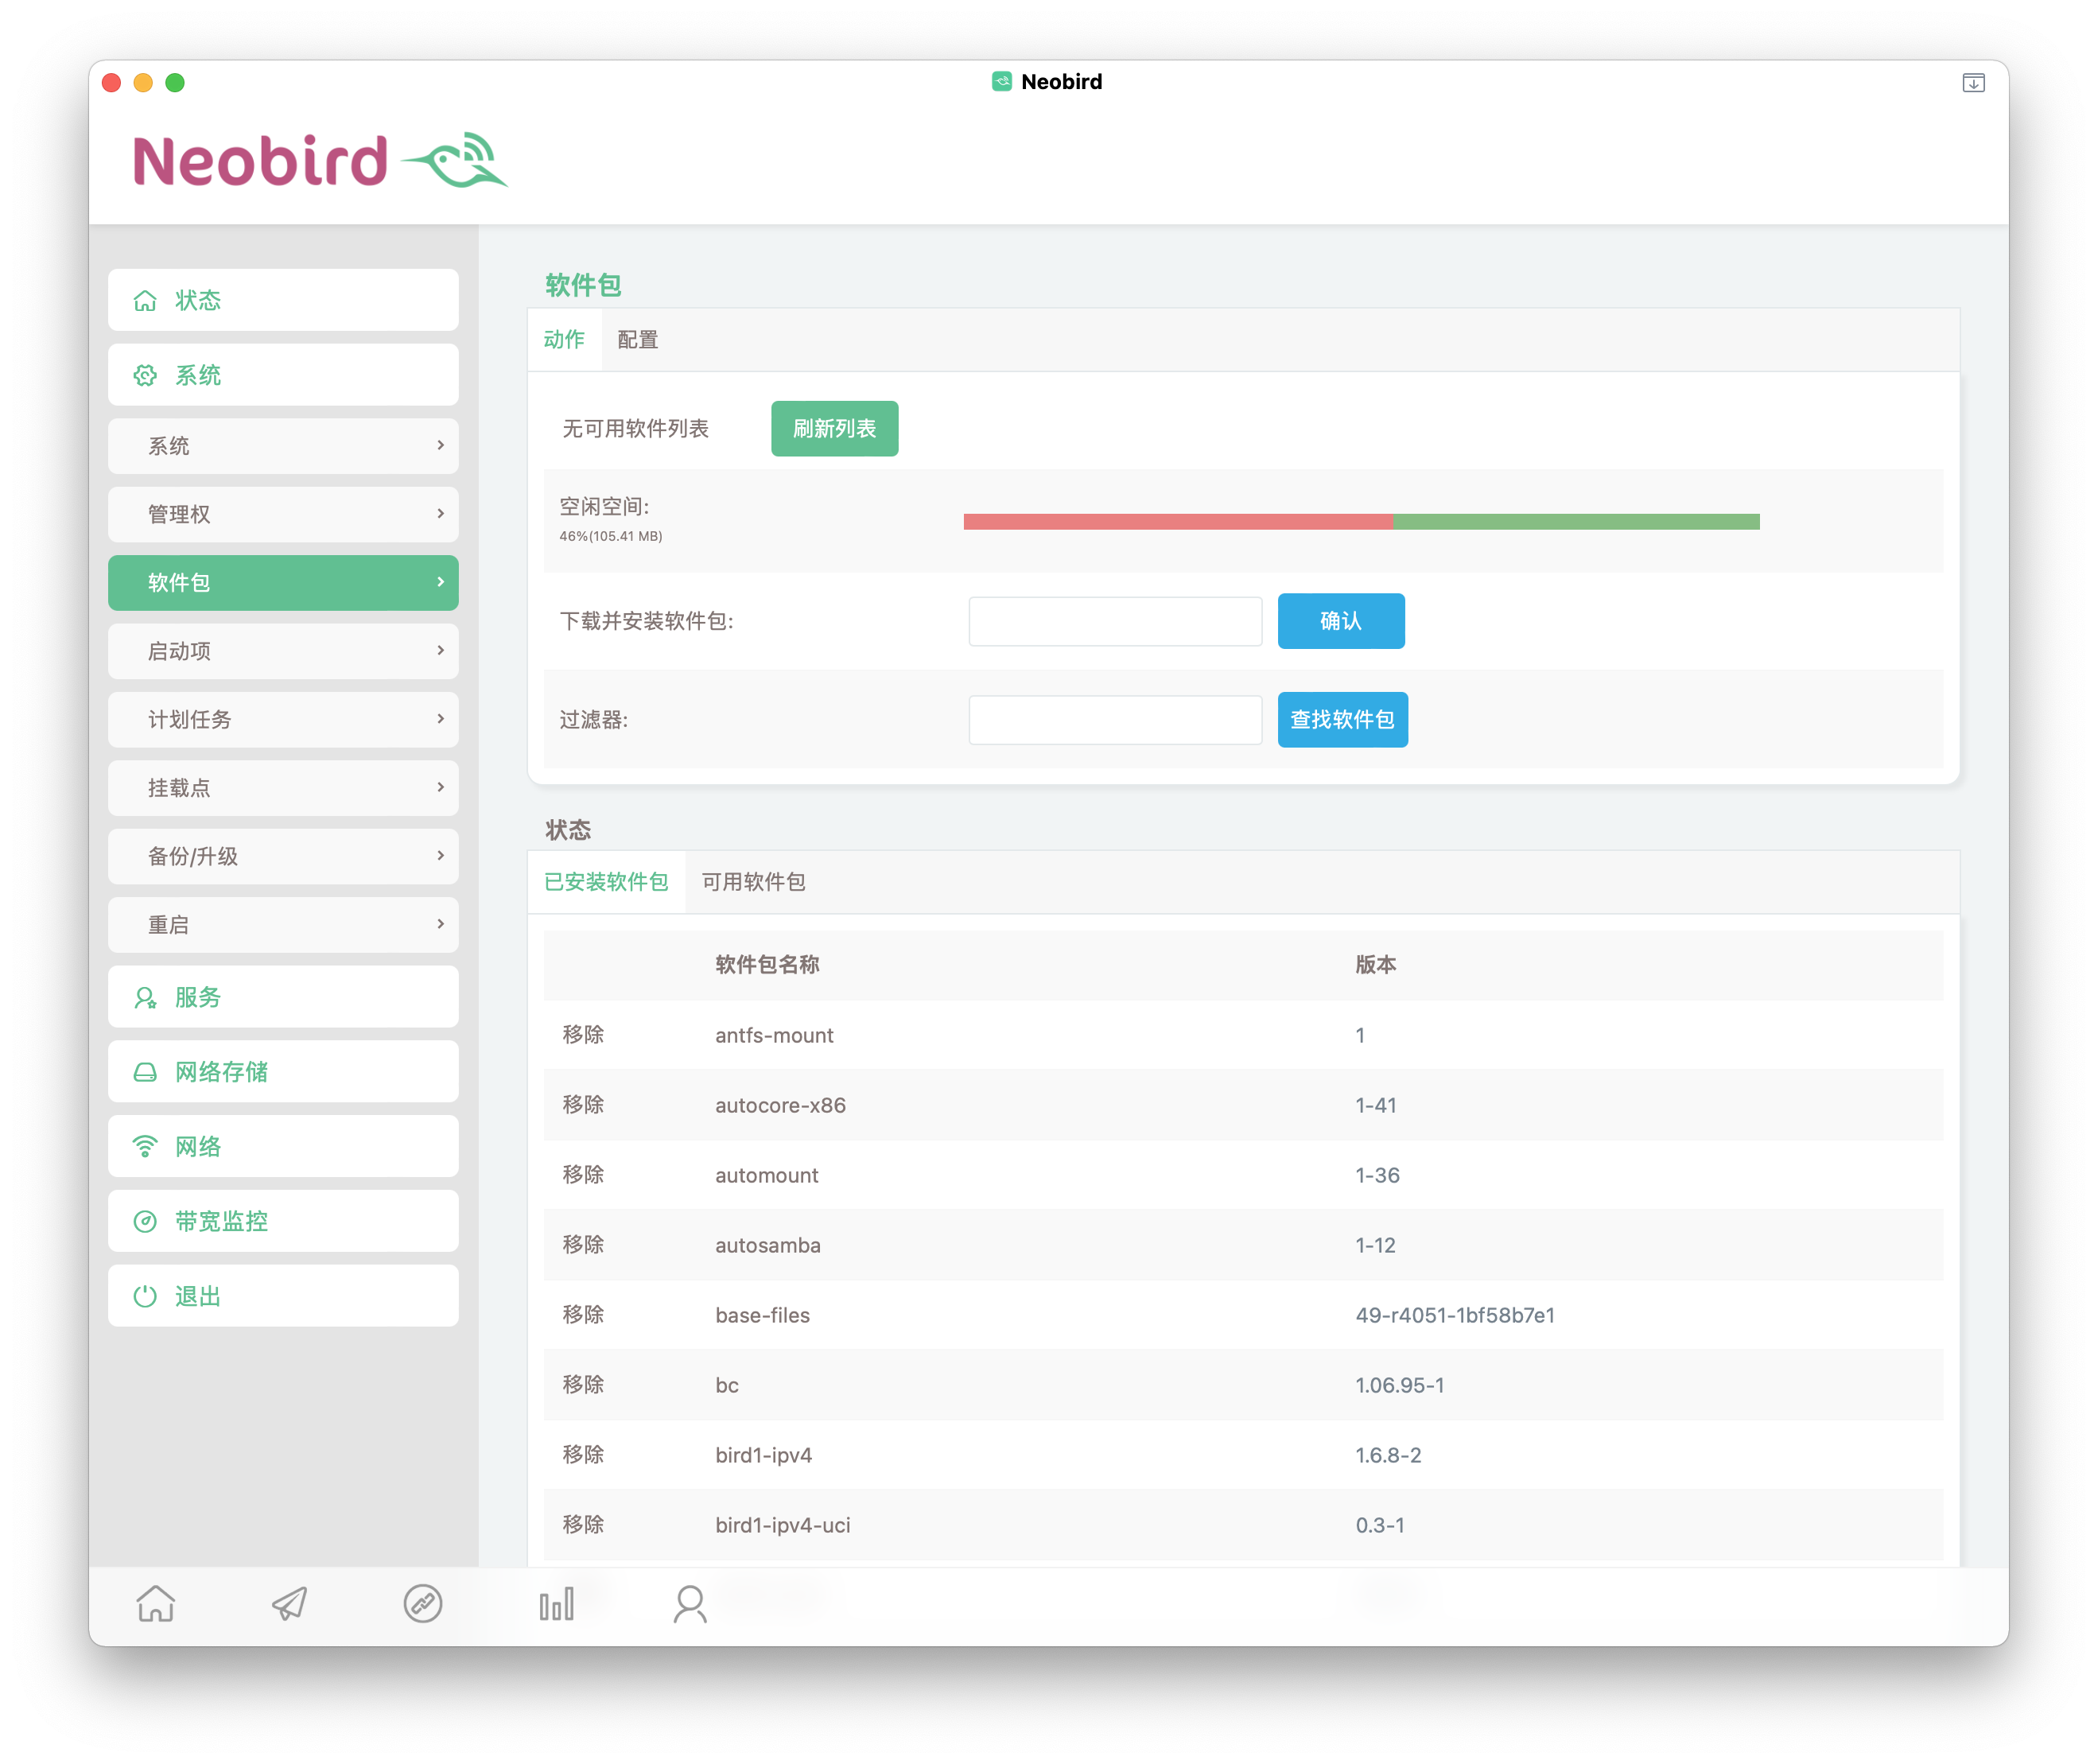 Neobird
Neobird
状态
系统
系统
管理权
软件包
启动项
计划任务
挂载点
备份/升级
重启
服务
网络存储
网络
带宽监控
退出
软件包
动作 配置
无可用软件列表 刷新列表
空闲空间:
46%(105.41 MB)
下载并安装软件包: 确认
过滤器: 查找软件包
状态
已安装软件包 可用软件包
软件包名称 版本
移除 antfs-mount 1
移除 autocore-x86 1-41
移除 automount 1-36
移除 autosamba 1-12
移除 base-files 49-r4051-1bf58b7e1
移除 bc 1.06.95-1
移除 bird1-ipv4 1.6.8-2
移除 bird1-ipv4-uci 0.3-1